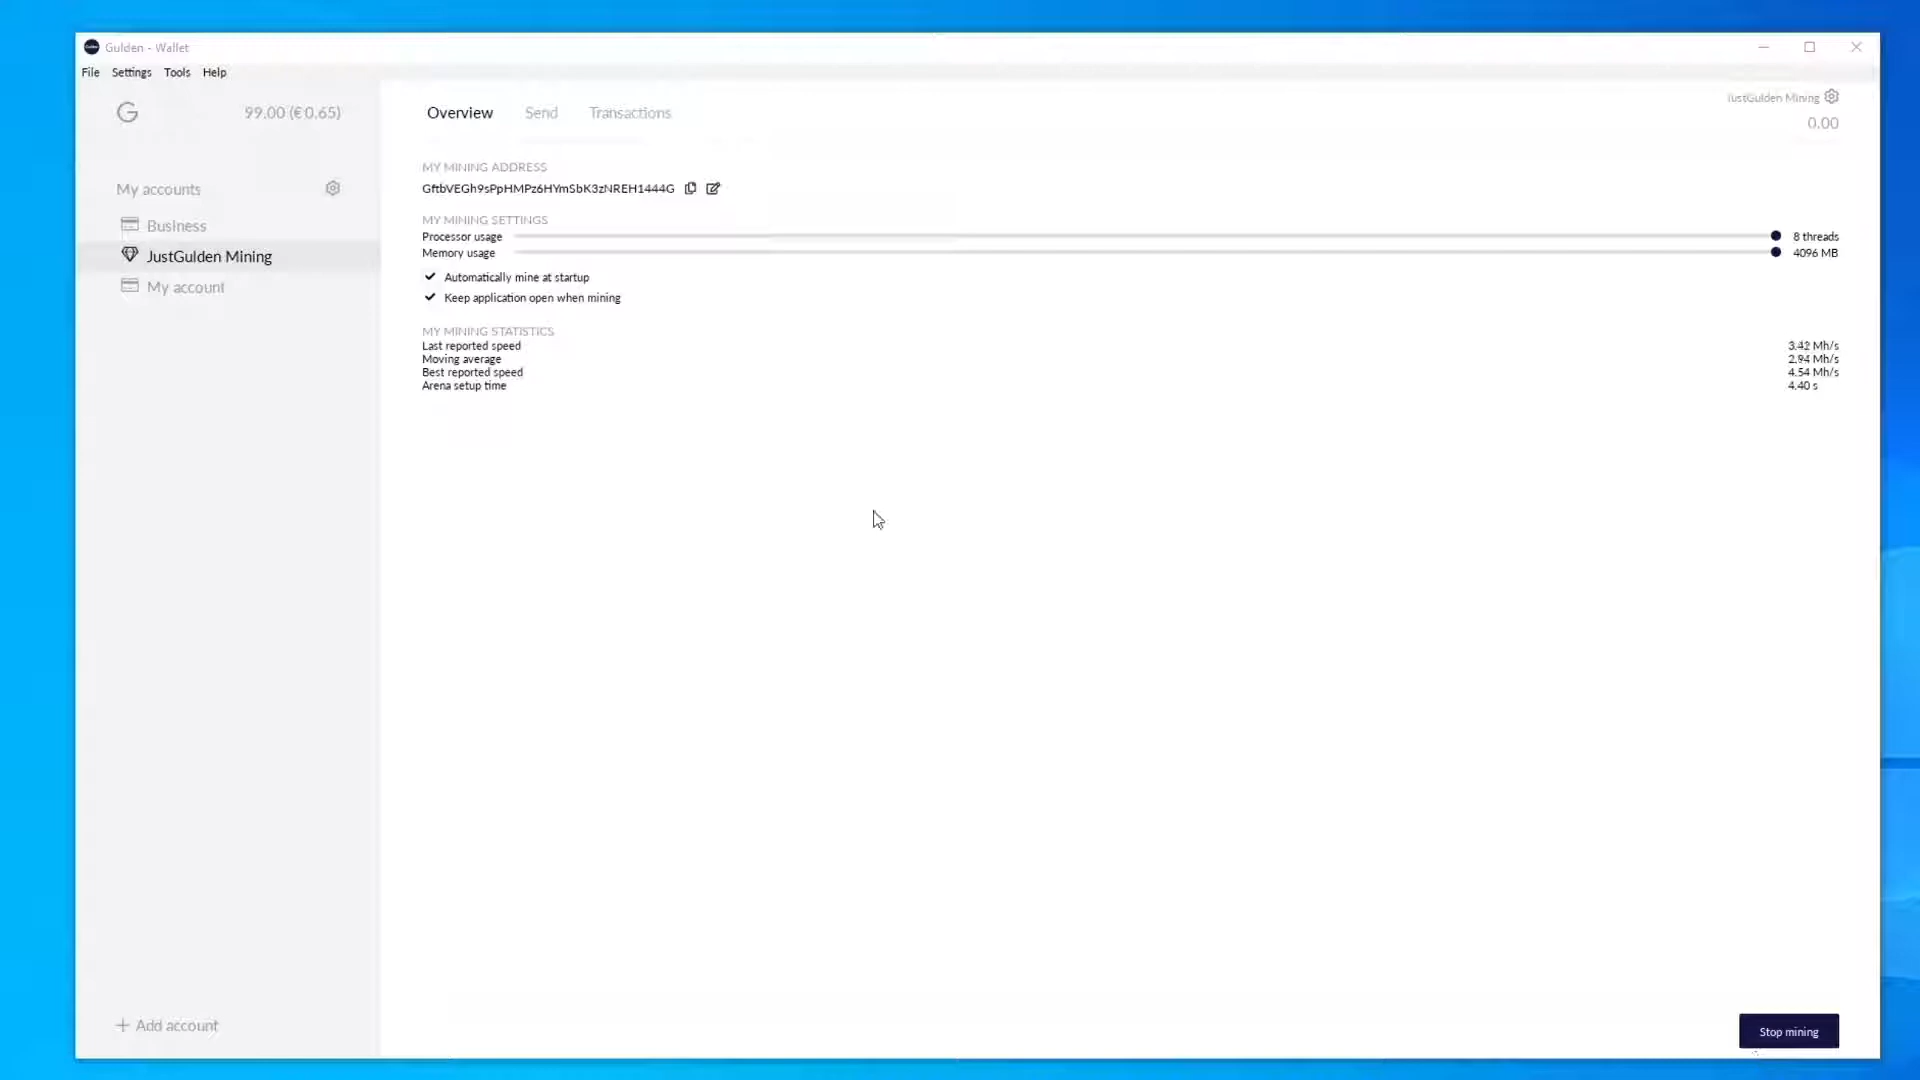 Gulden - Wallet
File Settings Tools Help
99.00 (€ 0.65)
My accounts
Business
JustGulden Mining
My account
Add account
Overview Send Transactions
JustGulden Mining
0.00
MY MINING ADDRESS
GftbVEGh9sPpHMPz6HYmSbK3zNREH1444G
MY MINING SETTINGS
Processor usage 8 threads
Memory usage 4096 MB
Automatically mine at startup
Keep application open when mining
MY MINING STATISTICS
Last reported speed 3.42 Mh/s
Moving average 2.94 Mh/s
Best reported speed 4.54 Mh/s
Arena setup time 4.40 s
Stop mining